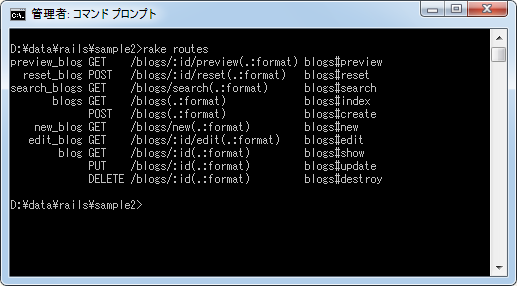 管理者: コマンド プロンプト
D:¥data¥rails¥sample2>rake routes
preview_blog GET    /blogs/:id/preview(.:format) blogs#preview
  reset_blog POST   /blogs/:id/reset(.:format)   blogs#reset
search_blogs GET    /blogs/search(.:format)      blogs#search
       blogs GET    /blogs(.:format)             blogs#index
             POST   /blogs(.:format)             blogs#create
    new_blog GET    /blogs/new(.:format)         blogs#new
   edit_blog GET    /blogs/:id/edit(.:format)    blogs#edit
        blog GET    /blogs/:id(.:format)         blogs#show
             PUT    /blogs/:id(.:format)         blogs#update
             DELETE /blogs/:id(.:format)         blogs#destroy
D:¥data¥rails¥sample2>